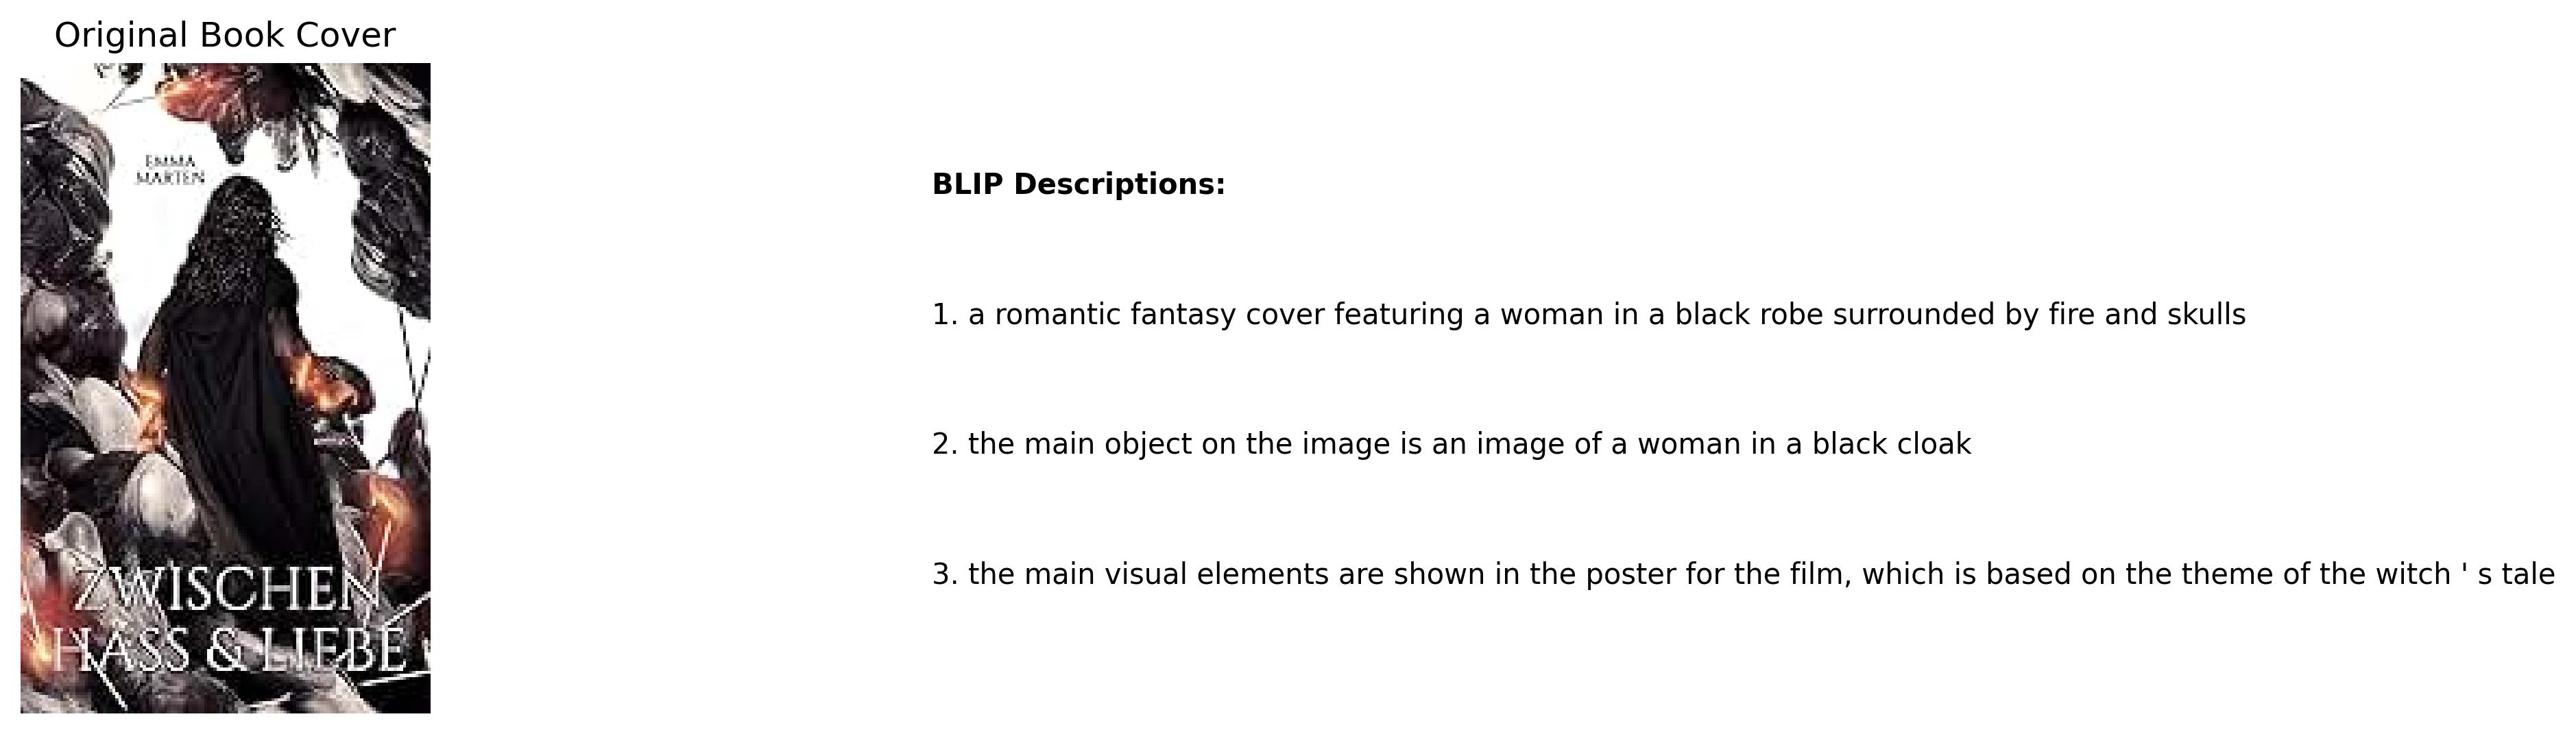 Original Book Cover
EMMA
MARTEN
ZWISCHEN
HASS & LIEBE
BLIP Descriptions:
1. a romantic fantasy cover featuring a woman in a black robe surrounded by fire and skulls
2. the main object on the image is an image of a woman in a black cloak
3. the main visual elements are shown in the poster for the film, which is based on the theme of the witch ' s tale